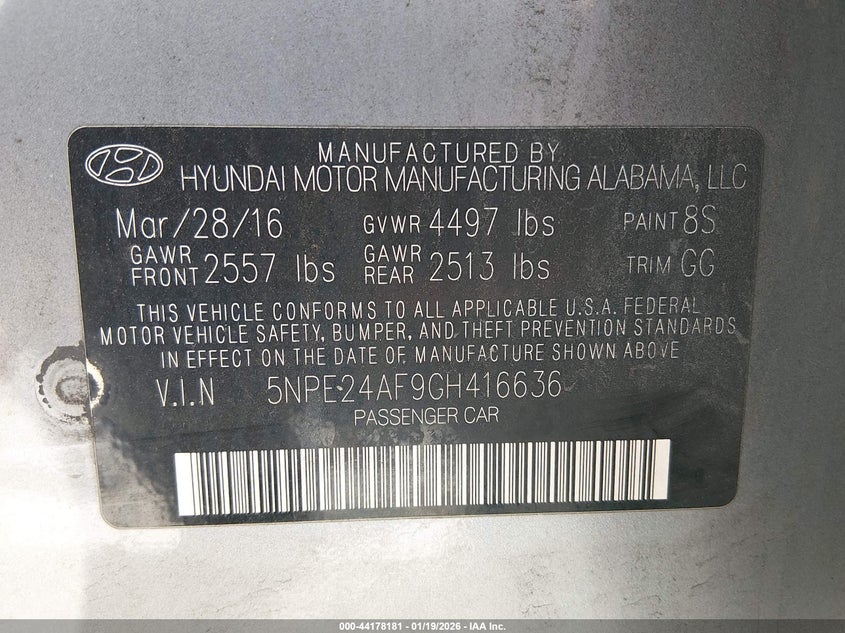 MANUFACTURED BY
HYUNDAI MOTOR MANUFACTURING ALABAMA, LLC
Mar/28/16 GVWR 4497 lbs PAINT 8S
GAWR FRONT 2557 lbs GAWR REAR 2513 lbs TRIM GG
THIS VEHICLE CONFORMS TO ALL APPLICABLE U.S.A. FEDERAL
MOTOR VEHICLE SAFETY, BUMPER, AND THEFT PREVENTION STANDARDS
IN EFFECT ON THE DATE OF MANUFACTURE SHOWN ABOVE
V.I.N 5NPE24AF9GH416636
PASSENGER CAR
000-44178181 - 01/19/2026 - IAA Inc.